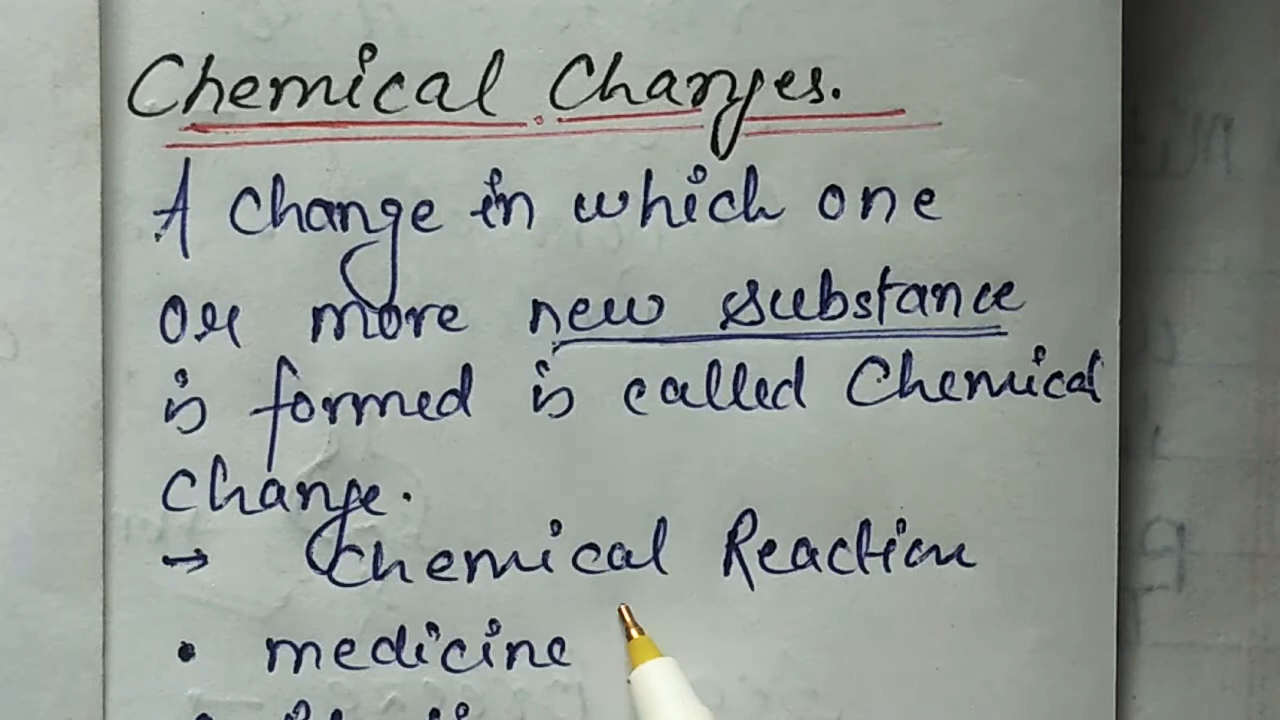 Chemical Changes.
A change in which one
or more new substance
is formed is called Chemical
change.
→ Chemical Reaction
• medicine